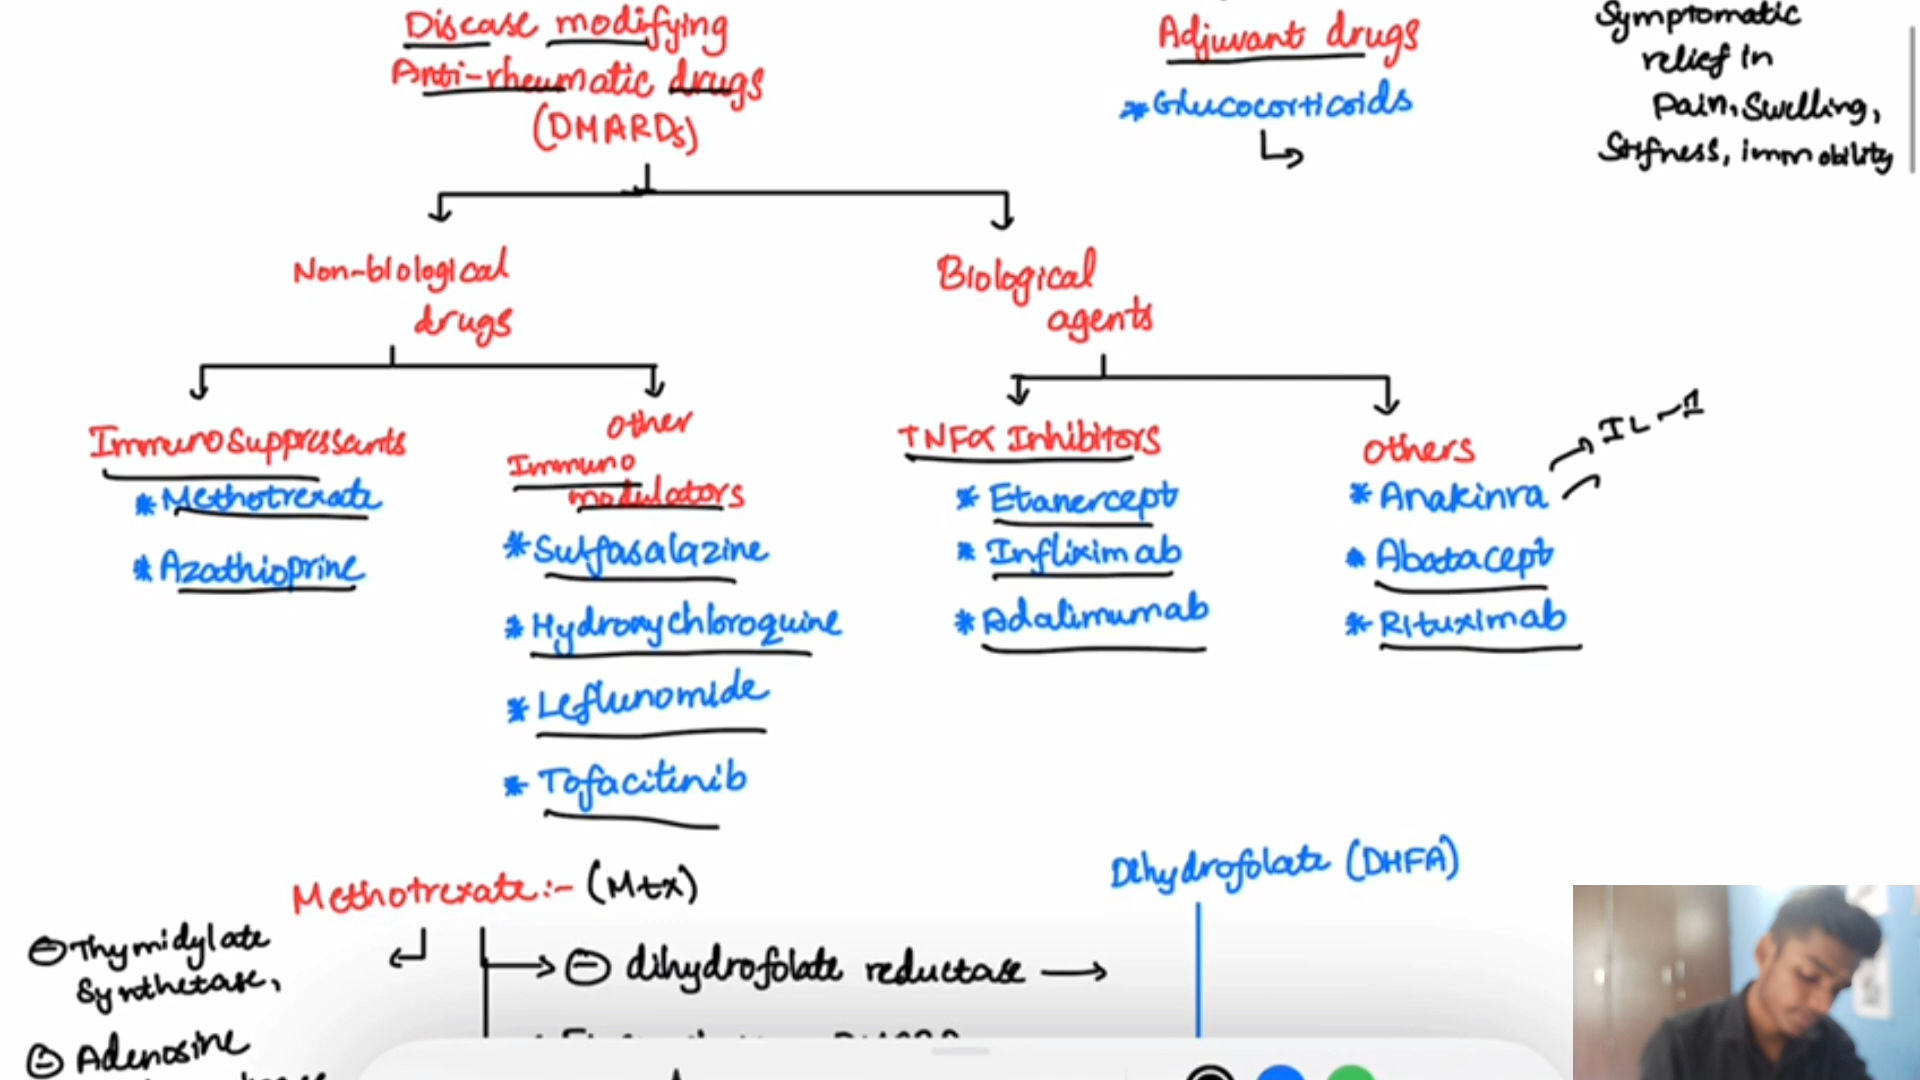 Disease modifying
Anti-rheumatic drugs
(DMARDs)
Adjuvant drugs
*Glucocorticoids
Symptomatic
relief in
Pain, Swelling,
Stifness, immobility
Non-biological
drugs
Biological
agents
Immunosuppressants
* Methotrexate
* Azathioprine
other
Immuno
modulators
* Sulfasalazine
* Hydroxychloroquine
* Leflunomide
* Tofacitinib
TNFα Inhibitors
* Etanercept
* Infliximab
* Adalimumab
others
* Anakinra
IL-1
* Abatacept
* Rituximab
Methotrexate:- (Mtx)
⊖Thymidylate
Synthetase,
⊖ Adenosine
⊖ dihydrofolate reductase
Dihydrofolate (DHFA)